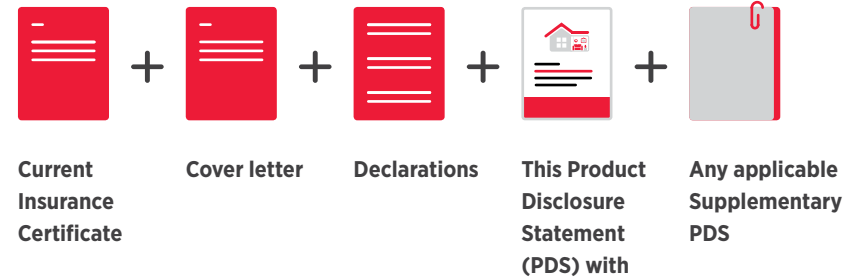 Current
Insurance
Certificate
Cover letter
Declarations
This Product
Disclosure
Statement
(PDS) with
Any applicable
Supplementary
PDS